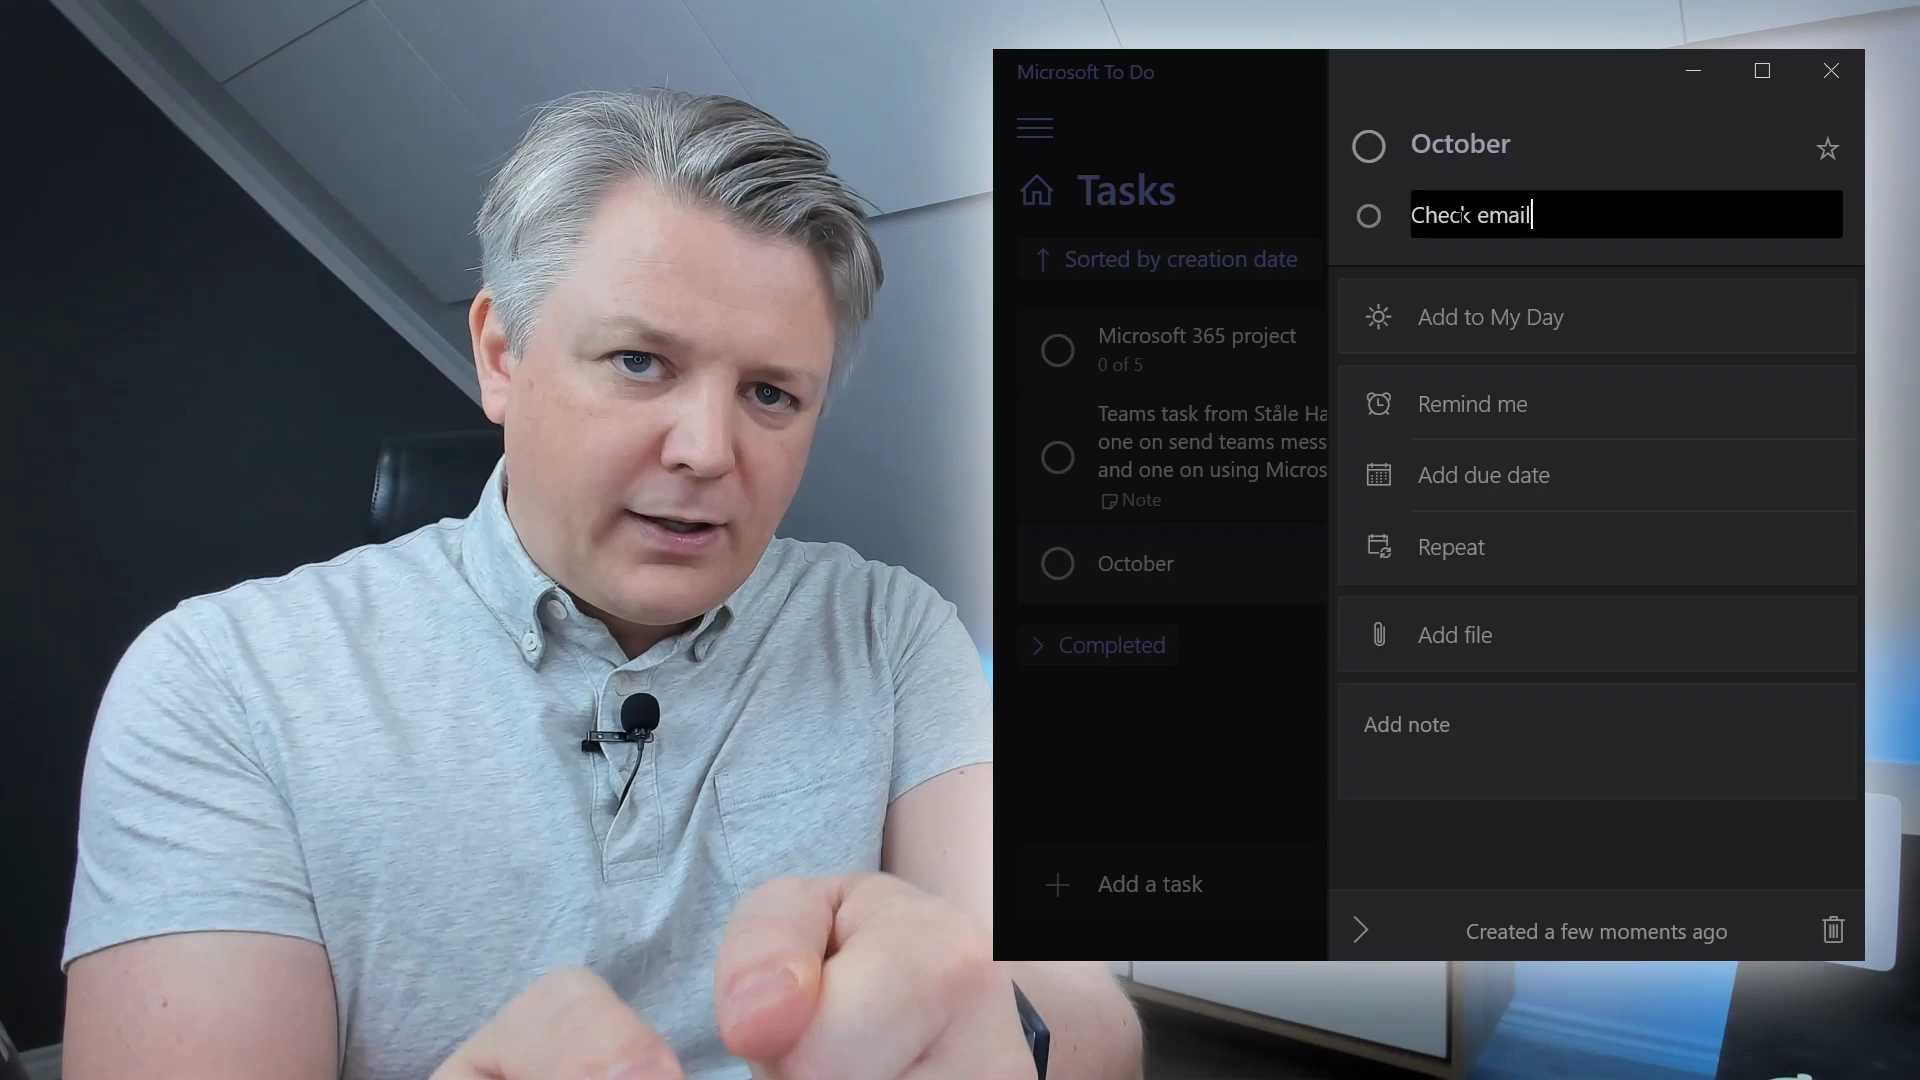 Microsoft To Do
Tasks
Sorted by creation date
Microsoft 365 project
0 of 5
Teams task from Ståle Ha
one on send teams mess
and one on using Micros
Note
October
Completed
Add a task
October
Check email
Add to My Day
Remind me
Add due date
Repeat
Add file
Add note
Created a few moments ago